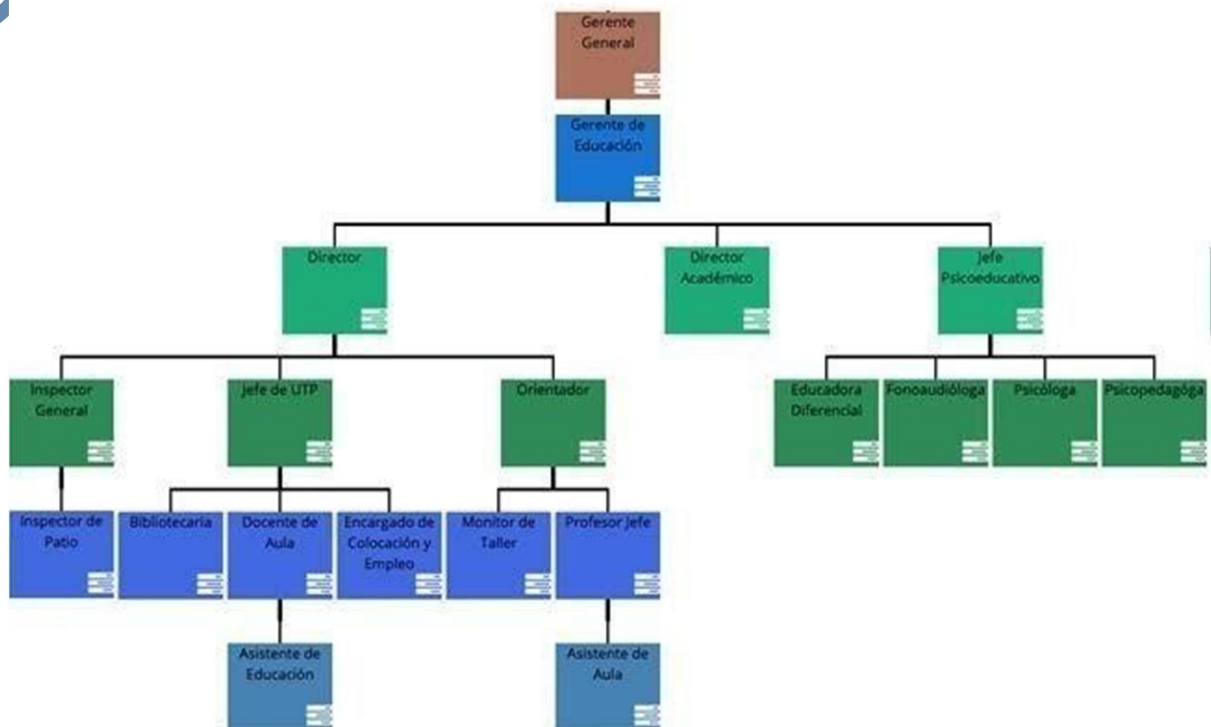 Gerente
General
Gerente de
Educación
Director
Director
Académico
Jefe
Psicoeducativo
Inspector
General
Jefe de UTP
Orientador
Educadora
Diferencial
Fonoaudióloga
Psicóloga
Psicopedagóga
Inspector de
Patio
Bibliotecaria
Docente de
Aula
Encargado de
Colocación y
Empleo
Monitor de
Taller
Profesor Jefe
Asistente de
Educación
Asistente de
Aula